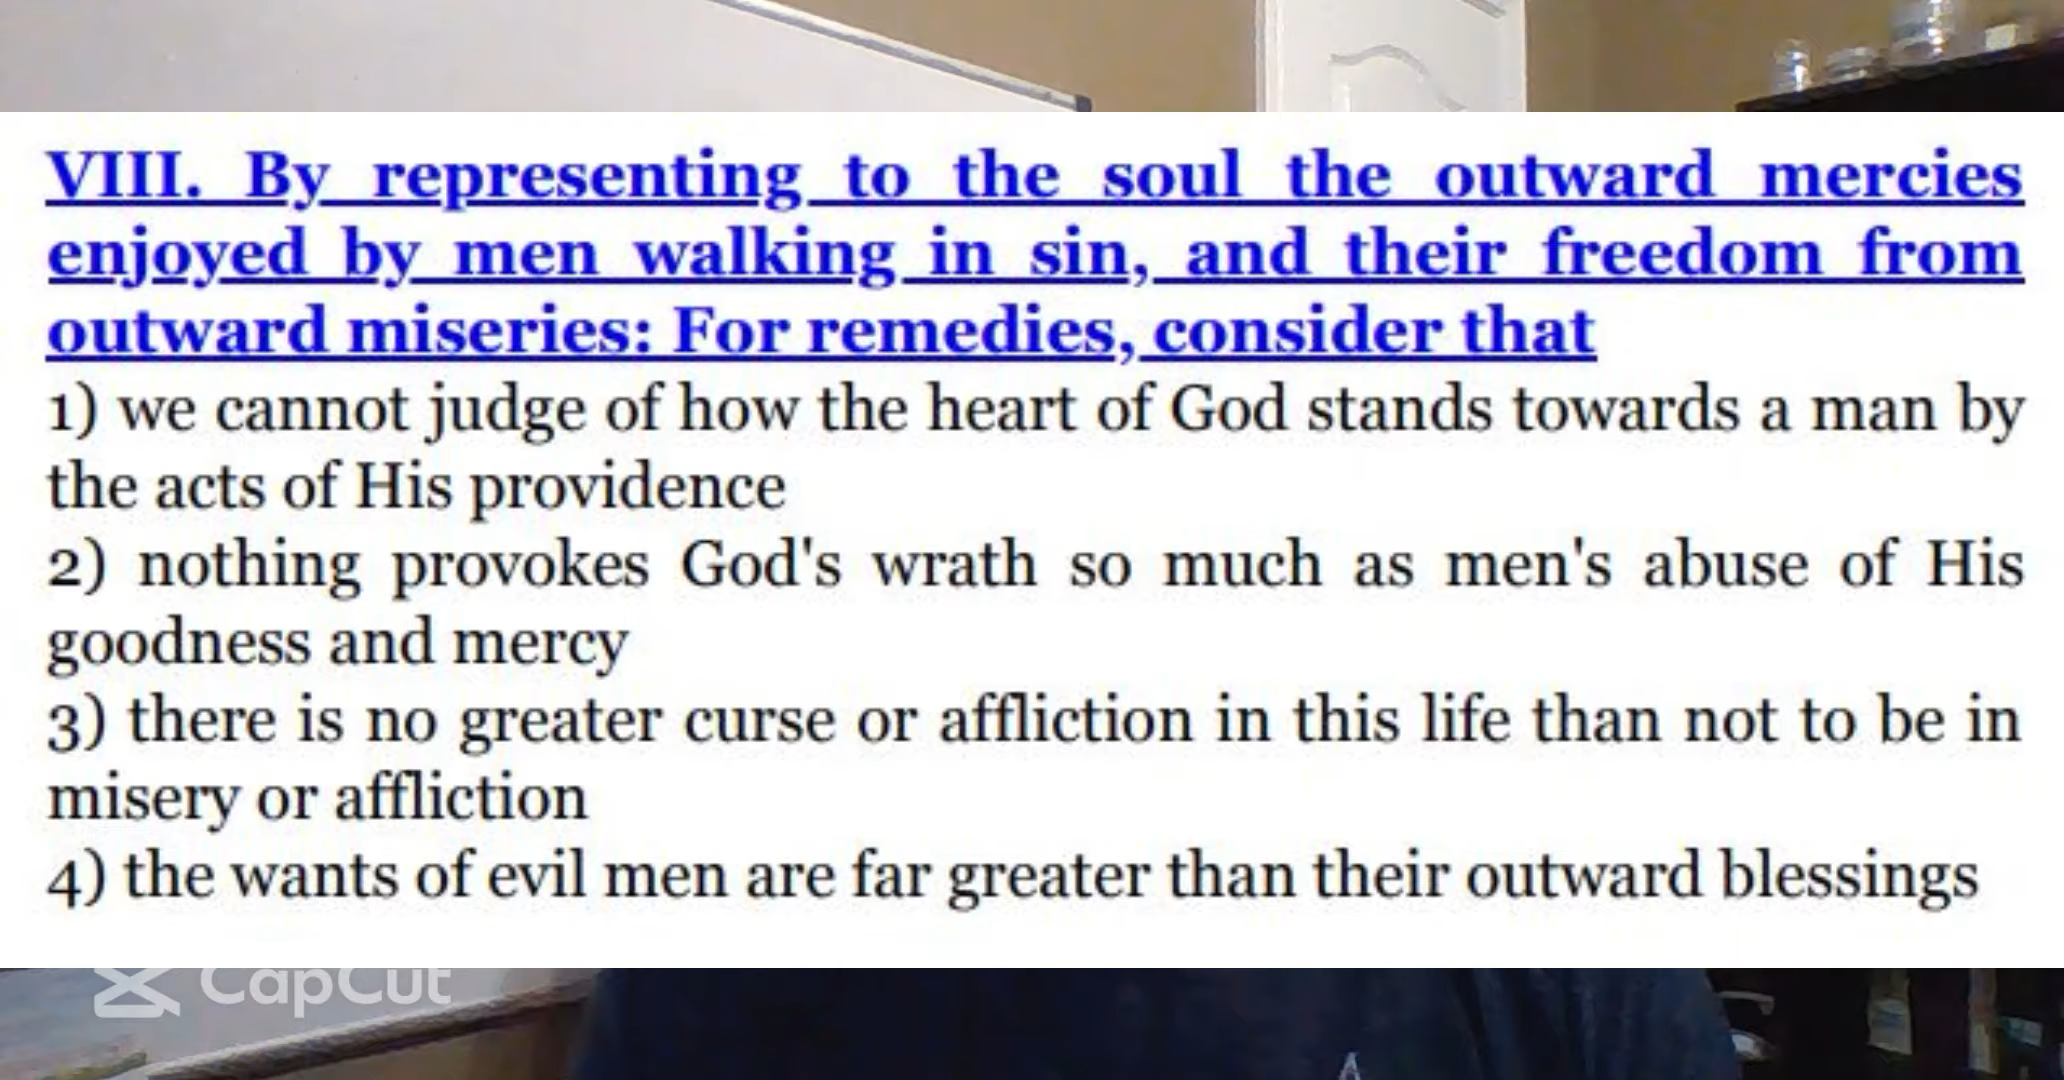 VIII. By representing to the soul the outward mercies
enjoyed by men walking in sin, and their freedom from
outward miseries: For remedies, consider that
1) we cannot judge of how the heart of God stands towards a man by
the acts of His providence
2) nothing provokes God's wrath so much as men's abuse of His
goodness and mercy
3) there is no greater curse or affliction in this life than not to be in
misery or affliction
4) the wants of evil men are far greater than their outward blessings
CapCut
A